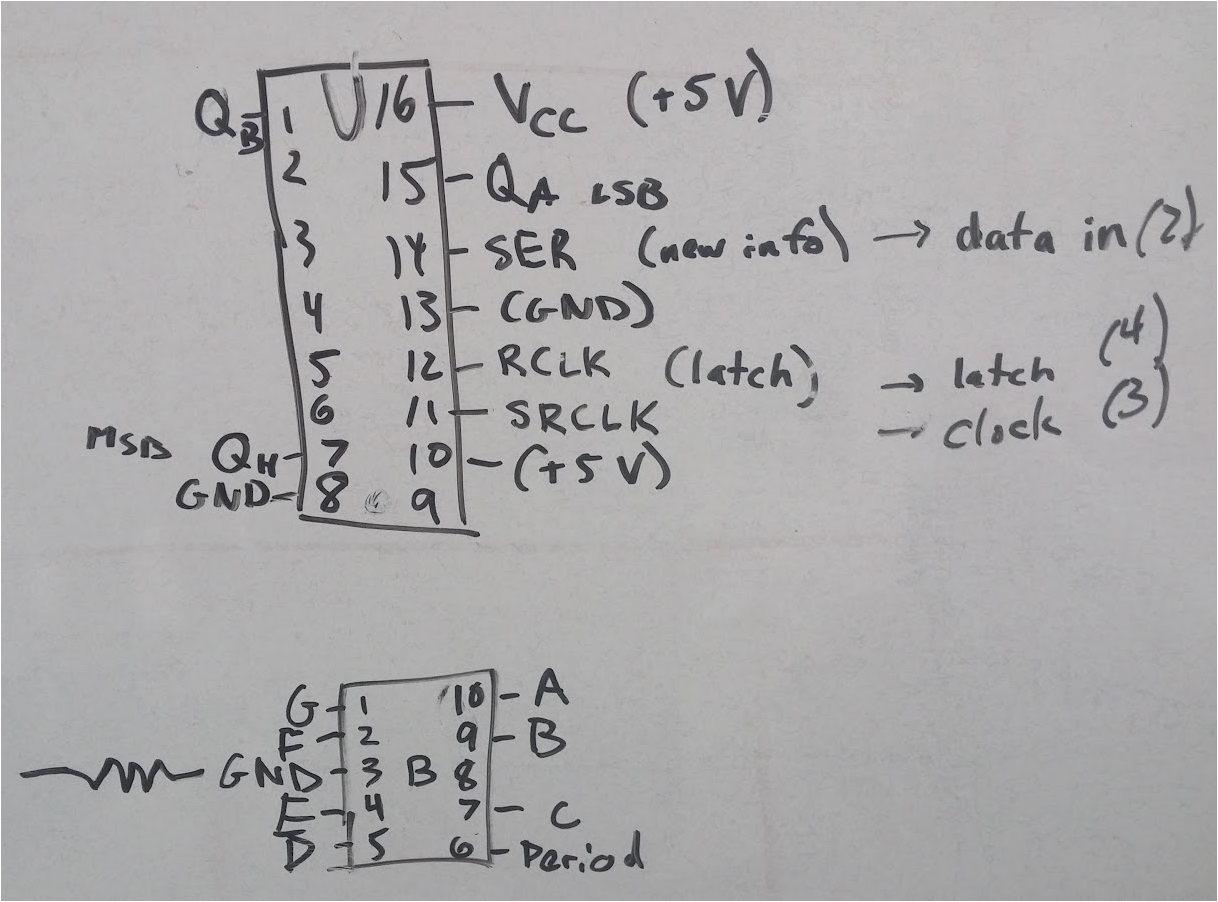 Q_B 1 16 Vcc (+5V)
2 15 QA LSB
3 14 SER (new info) → data in (2)
4 13 (GND)
5 12 RCLK (latch) → latch (4)
6 11 SRCLK → clock (3)
MSB QH 7 10 (+5V)
GND 8 9
G 1 10 A
F 2 9 B
GND 3 B 8
E 4 7 C
D 5 6 Period